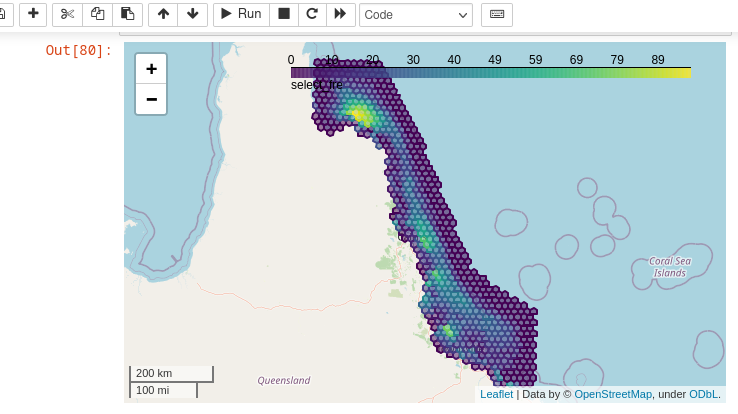 Run
Code
Out[80]:
+
−
0 10 20 30 40 49 59 69 79 89
Coral Sea
Islands
200 km
100 mi
Queensland
Leaflet | Data by © OpenStreetMap, under ODbL.